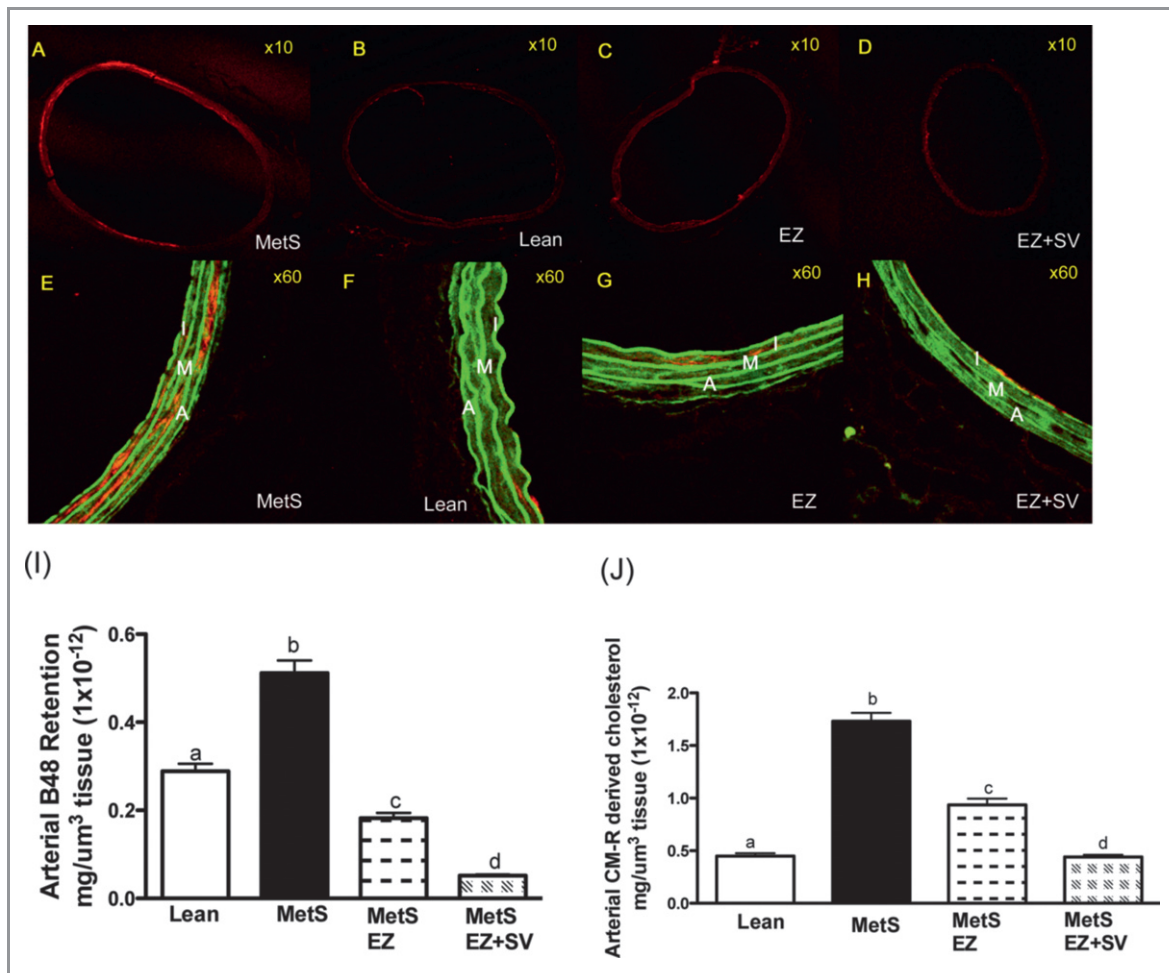 A x10 B x10 C x10 D x10
MetS Lean EZ EZ+SV
E x60 F x60 G x60 H x60
I M A
I M A
I M A
I M A
MetS Lean EZ EZ+SV
(I)
Arterial B48 Retention
mg/um³ tissue (1x10⁻¹²)
0.6
0.4
0.2
0.0
a b c d
Lean MetS MetS MetS
EZ EZ+SV
(J)
Arterial CM-R derived cholesterol
mg/um³ tissue (1x10⁻¹²)
2.0
1.5
1.0
0.5
0.0
a b c d
Lean MetS MetS MetS
EZ EZ+SV